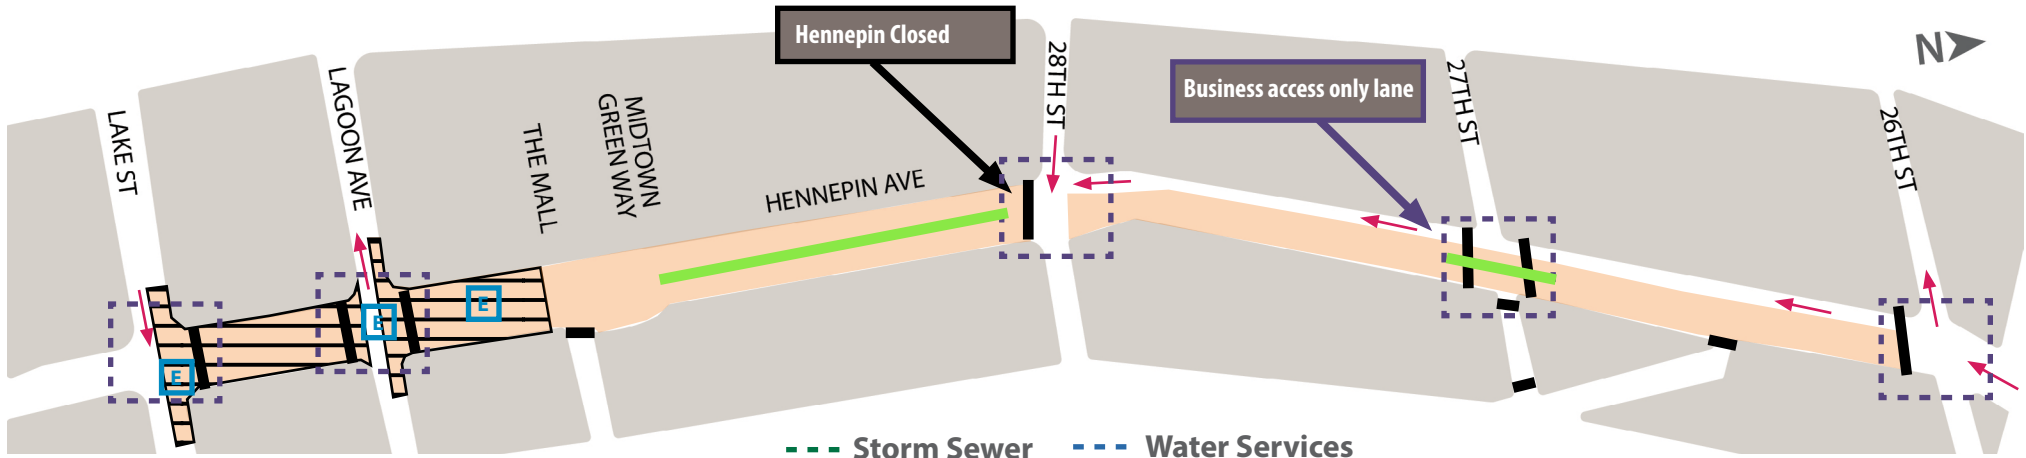 Hennepin Closed
Business access only lane
N
LAKE ST
LAGOON AVE
THE MALL
MIDTOWN
GREEN WAY
HENNEPIN AVE
28TH ST
27TH ST
26TH ST
E
E
E
Storm Sewer
Water Services